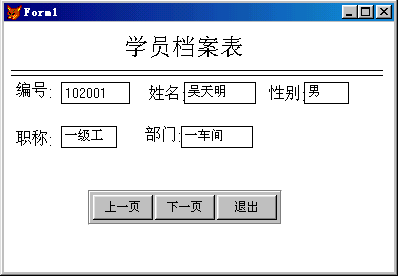 Form1
学员档案表
编号: 102001 姓名: 吴天明 性别: 男
职称: 一级工 部门: 一车间
上一页 下一页 退出